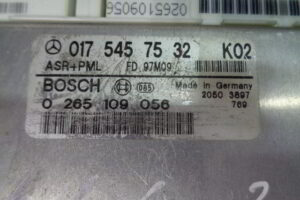 0265109056
017 545 75 32 K02
ASR+PML FD 97M09
BOSCH 065 Made in Germany
0 265 109 056 2050 3897
769